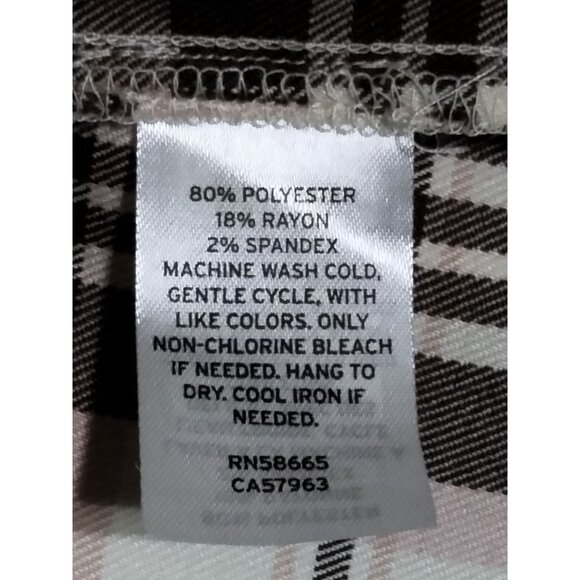 80% POLYESTER
18% RAYON
2% SPANDEX
MACHINE WASH COLD,
GENTLE CYCLE, WITH
LIKE COLORS. ONLY
NON-CHLORINE BLEACH
IF NEEDED. HANG TO
DRY. COOL IRON IF
NEEDED.
RN58665
CA57963